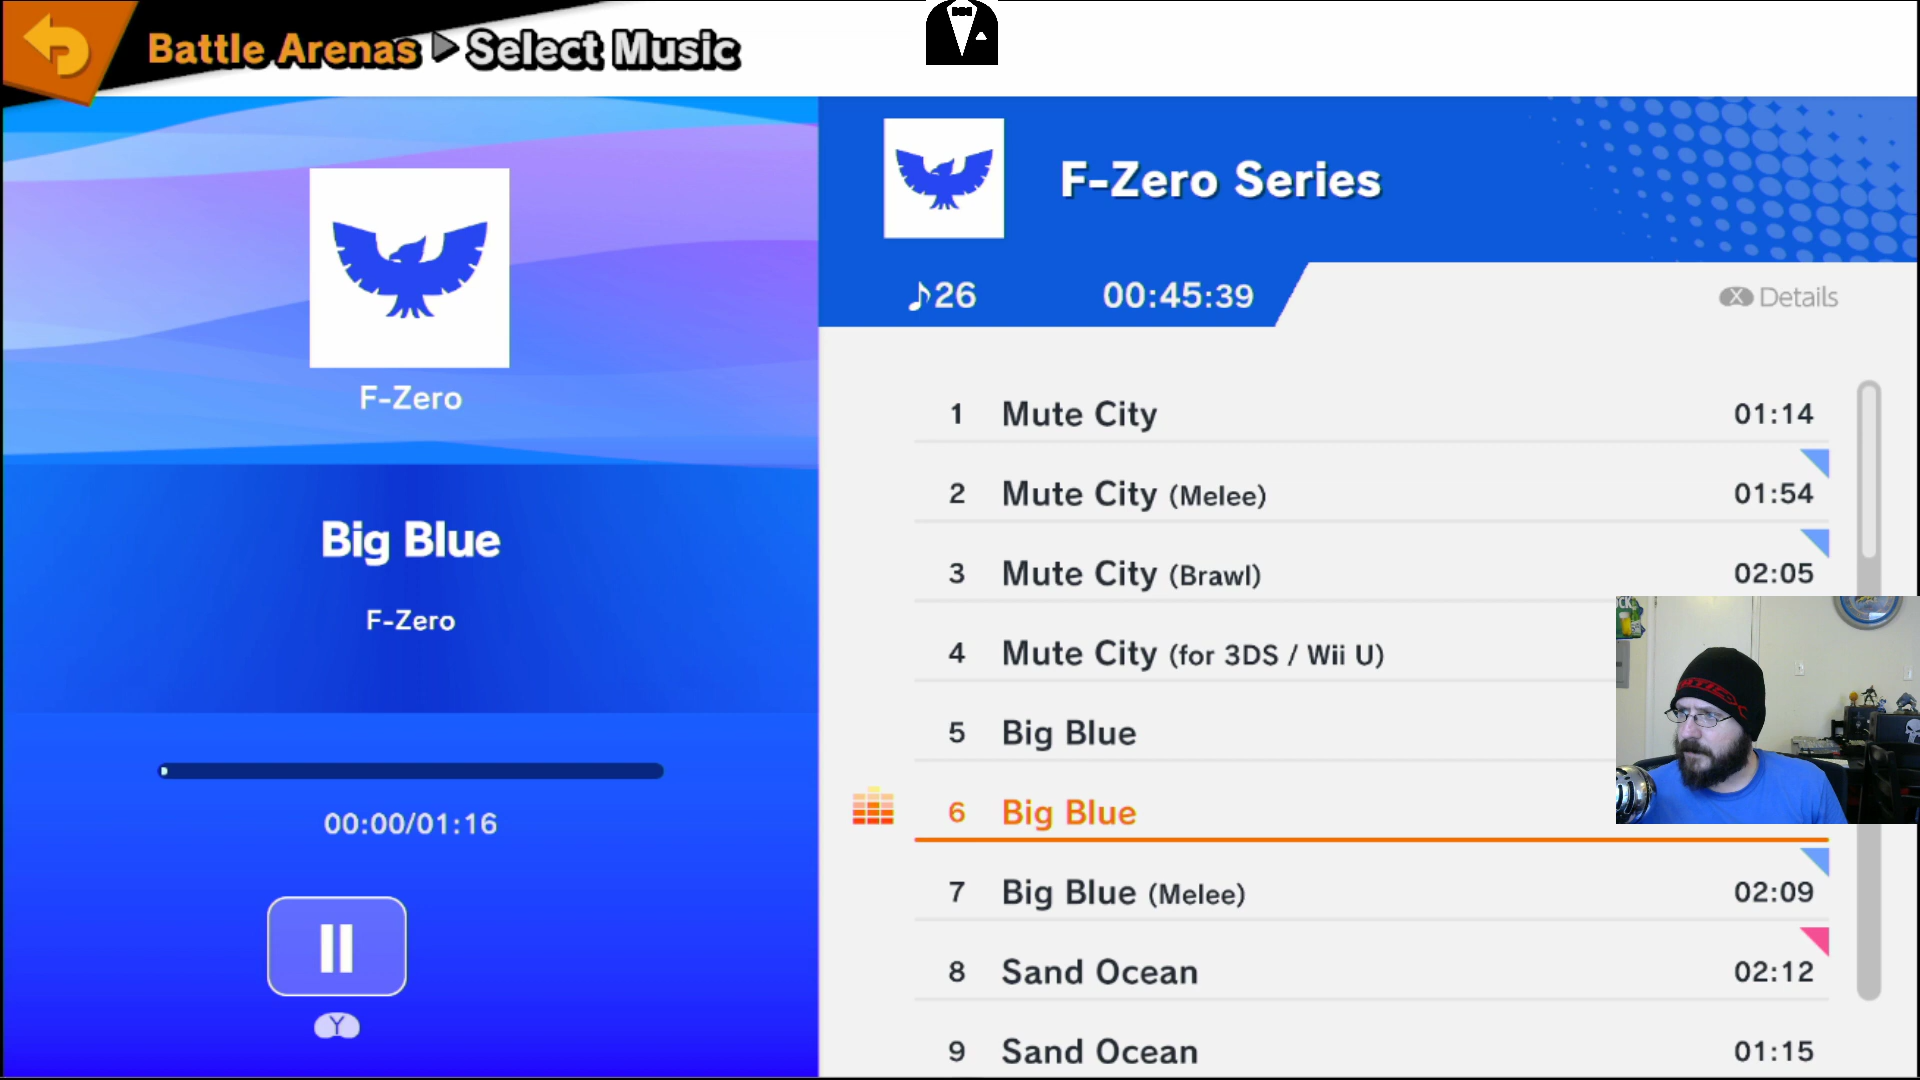 Battle Arenas Select Music
F-Zero
Big Blue
F-Zero
00:00/01:16
Y
F-Zero Series
♪26 00:45:39
X Details
1 Mute City 01:14
2 Mute City (Melee) 01:54
3 Mute City (Brawl) 02:05
4 Mute City (for 3DS / Wii U)
5 Big Blue
6 Big Blue
7 Big Blue (Melee) 02:09
8 Sand Ocean 02:12
9 Sand Ocean 01:15